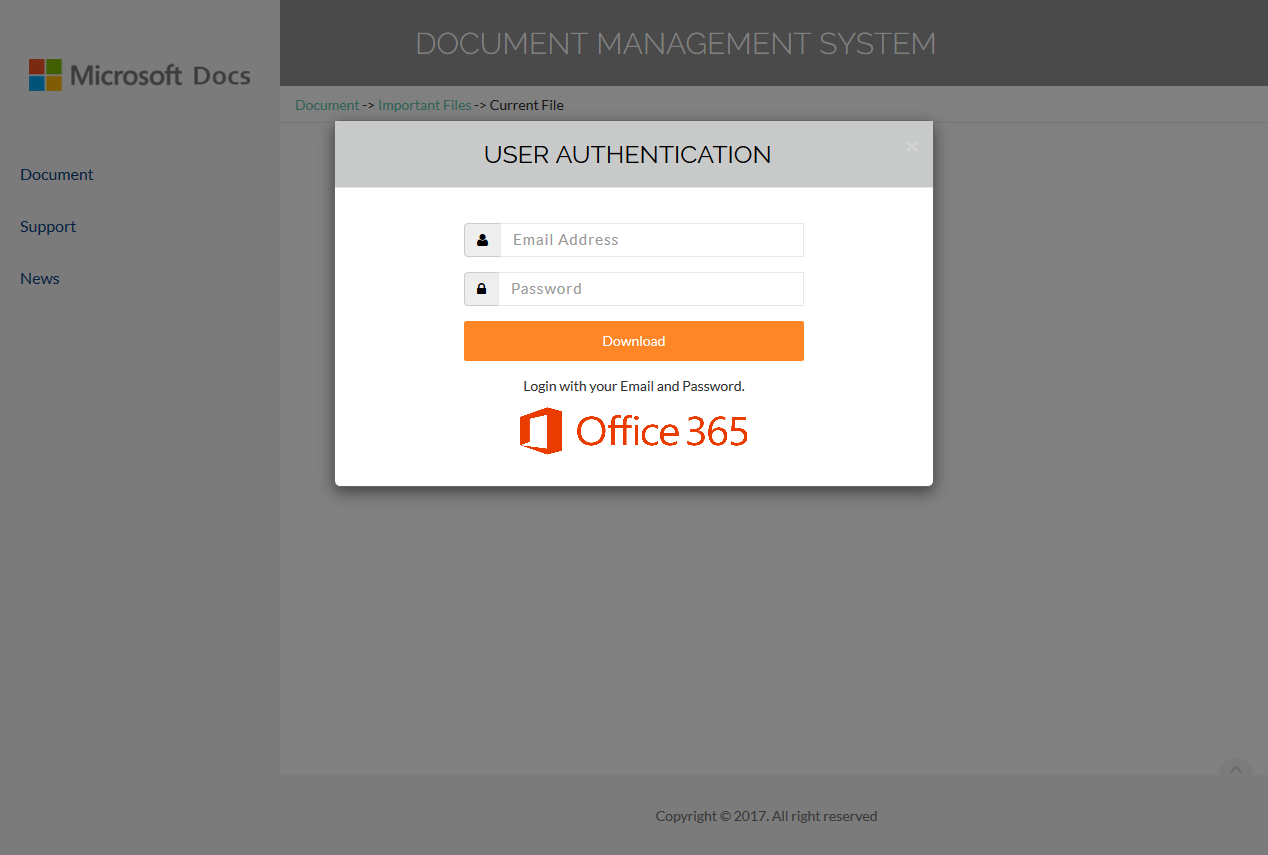 Microsoft Docs
DOCUMENT MANAGEMENT SYSTEM
Document -> Important Files -> Current File
USER AUTHENTICATION
×
Document
Support
News
Email Address
Password
Download
Login with your Email and Password.
Office 365
Copyright © 2017. All right reserved